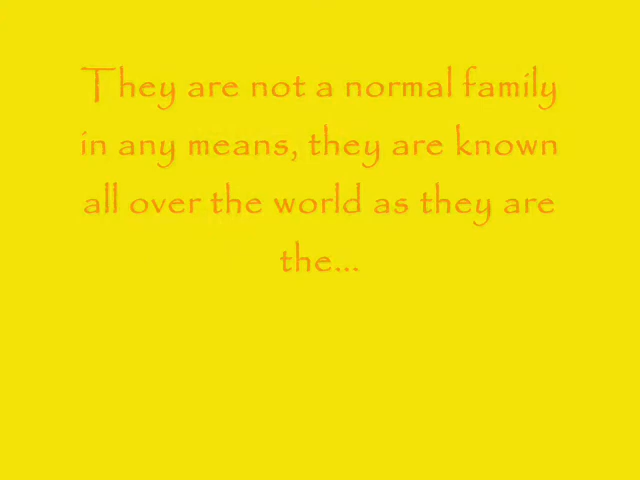 They are not a normal family
in any means, they are known
all over the world as they are
the...